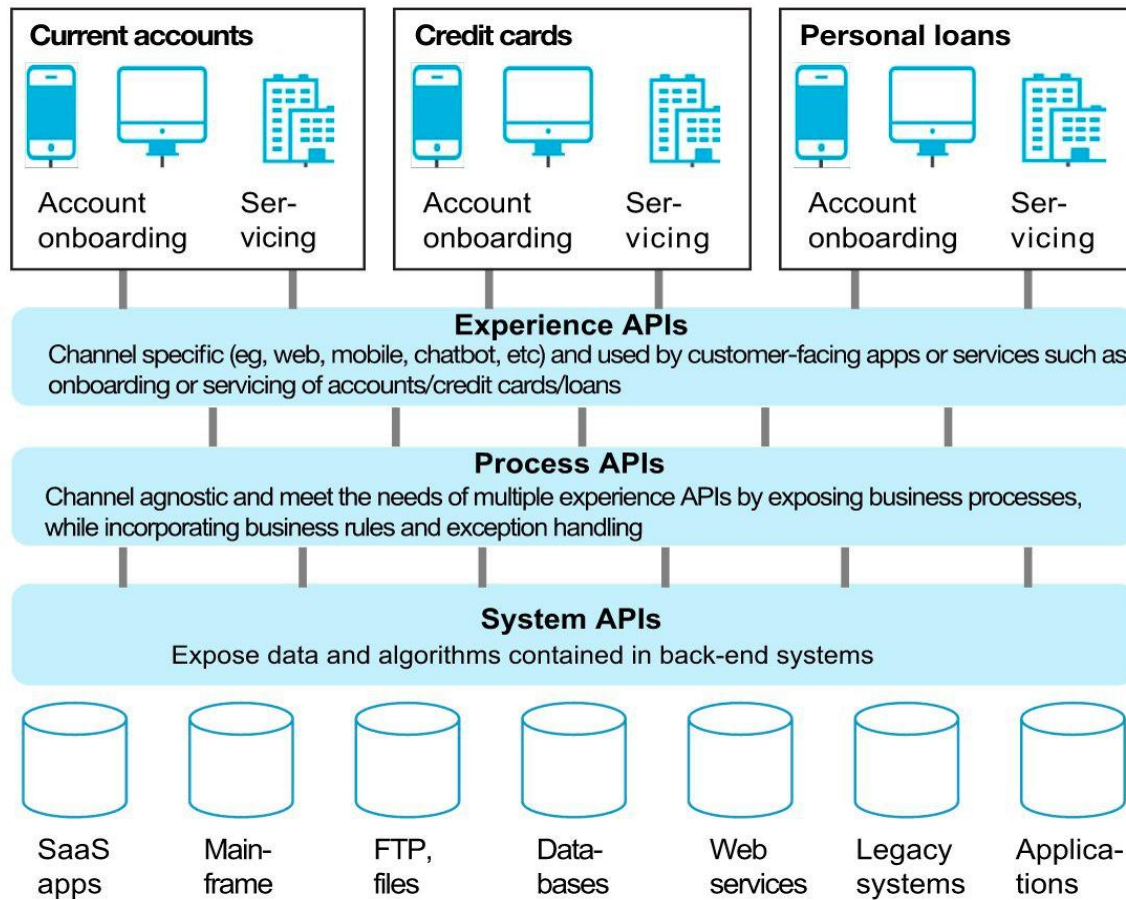 Current accounts
Account
onboarding
Ser-
vicing
Credit cards
Account
onboarding
Ser-
vicing
Personal loans
Account
onboarding
Ser-
vicing
Experience APIs
Channel specific (eg, web, mobile, chatbot, etc) and used by customer-facing apps or services such as
onboarding or servicing of accounts/credit cards/loans
Process APIs
Channel agnostic and meet the needs of multiple experience APIs by exposing business processes,
while incorporating business rules and exception handling
System APIs
Expose data and algorithms contained in back-end systems
SaaS
apps
Main-
frame
FTP,
files
Data-
bases
Web
services
Legacy
systems
Applica-
tions